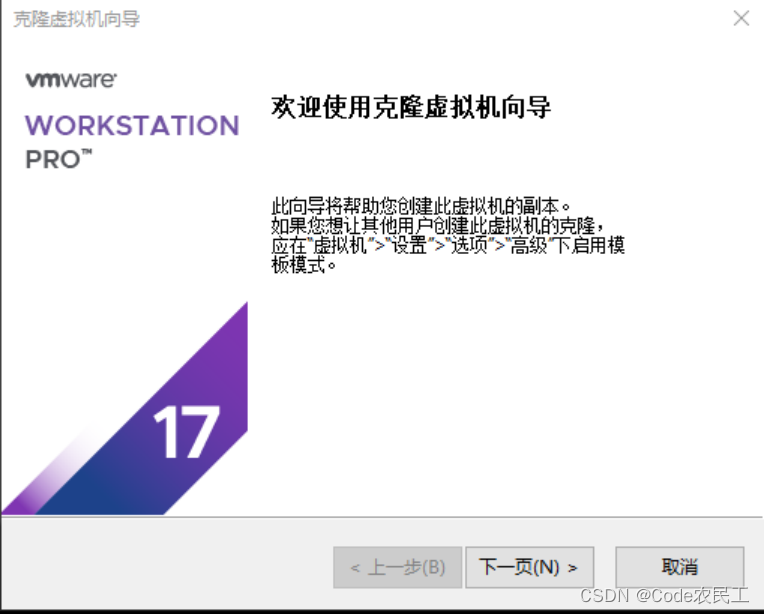 克隆虚拟机向导
vmware
WORKSTATION
PRO™
欢迎使用克隆虚拟机向导
此向导将帮助您创建此虚拟机的副本。
如果您想让其他用户创建此虚拟机的克隆，
应在“虚拟机”>“设置”>“选项”>“高级”下启用模
板模式。
17
< 上一步(B)
下一页(N) >
取消
CSDN @Code农民工